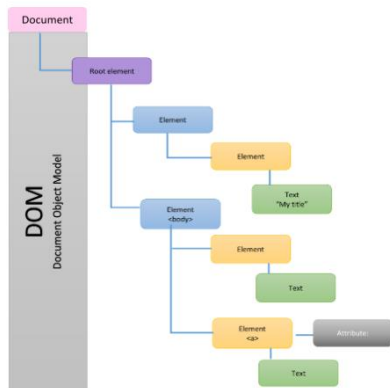 Document
Root element
Element
Element
Text
"My title"
Element
<body>
Element
Text
Element
<a>
Attribute:
Text
DOM
Document Object Model